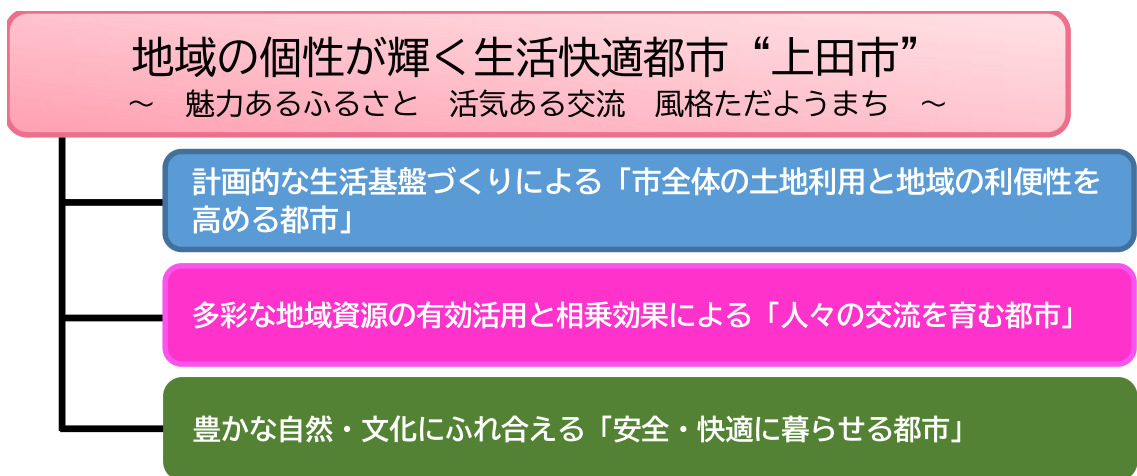 地域の個性が輝く生活快適都市“上田市”
～　魅力あるふるさと　活気ある交流　風格ただようまち　～
計画的な生活基盤づくりによる「市全体の土地利用と地域の利便性を
高める都市」
多彩な地域資源の有効活用と相乗効果による「人々の交流を育む都市」
豊かな自然・文化にふれ合える「安全・快適に暮らせる都市」